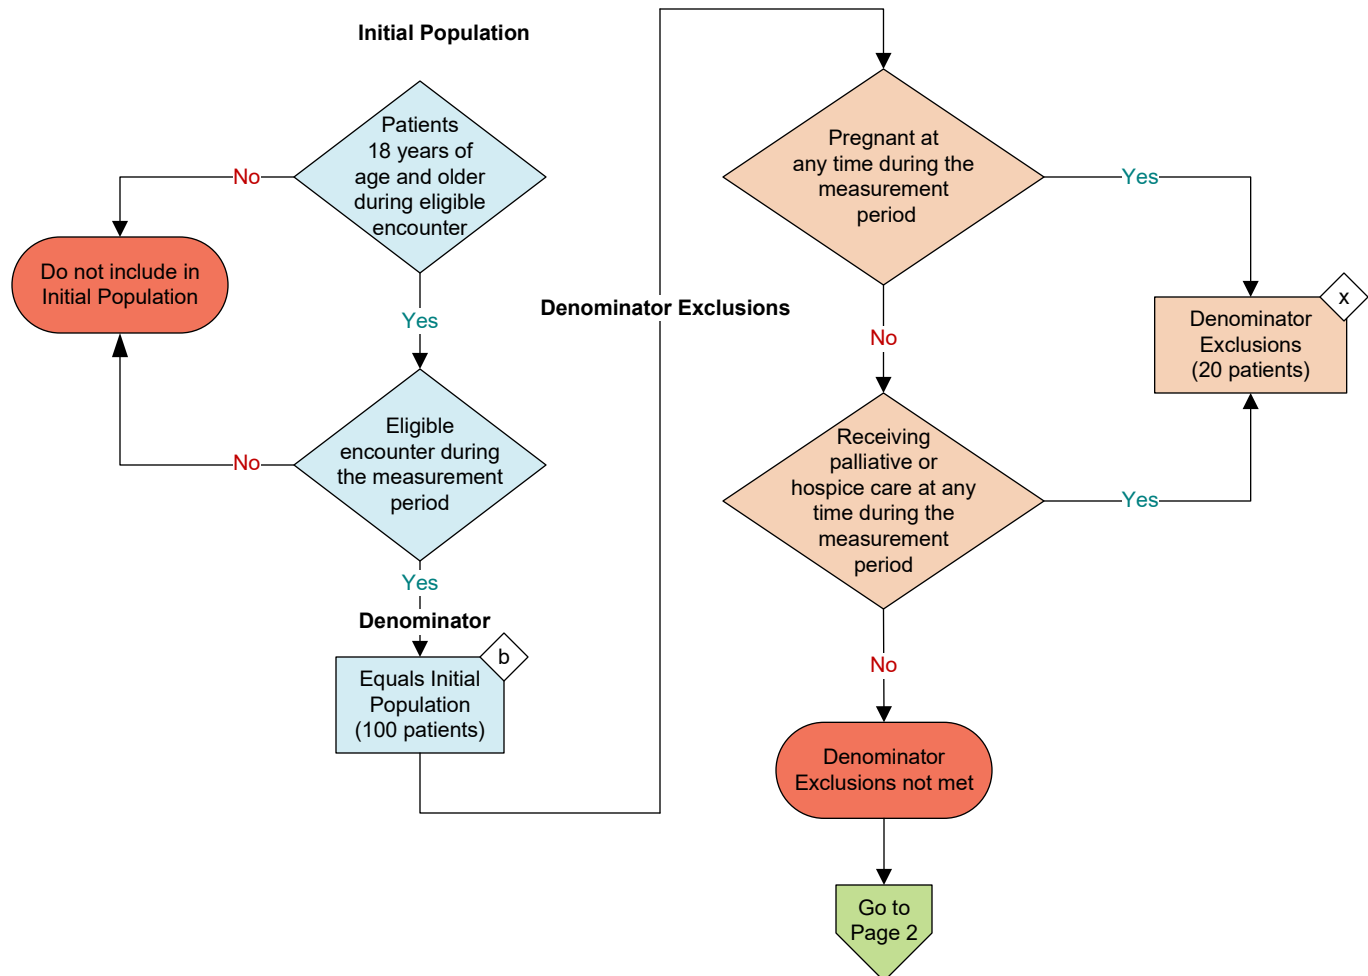 Initial Population
Patients
18 years of
age and older
during eligible
encounter
No
Do not include in
Initial Population
Yes
Eligible
encounter during
the measurement
period
No
Yes
Denominator
b
Equals Initial
Population
(100 patients)
Denominator Exclusions
Pregnant at
any time during the
measurement
period
Yes
x
Denominator
Exclusions
(20 patients)
No
Receiving
palliative or
hospice care at any
time during the
measurement
period
Yes
No
Denominator
Exclusions not met
Go to
Page 2